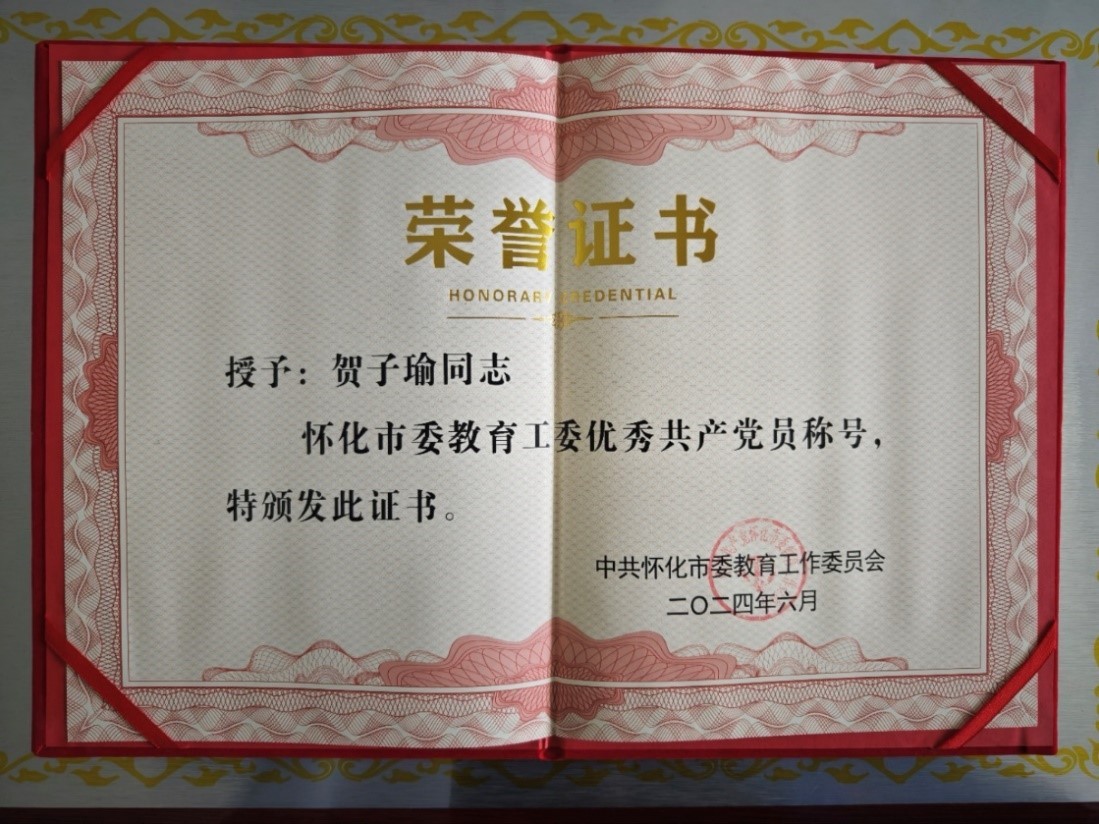 荣誉证书
HONORARY CREDENTIAL
授予：贺子瑜同志
怀化市委教育工委优秀共产党员称号，
特颁发此证书。
中共怀化市委教育工作委员会
二〇二四年六月